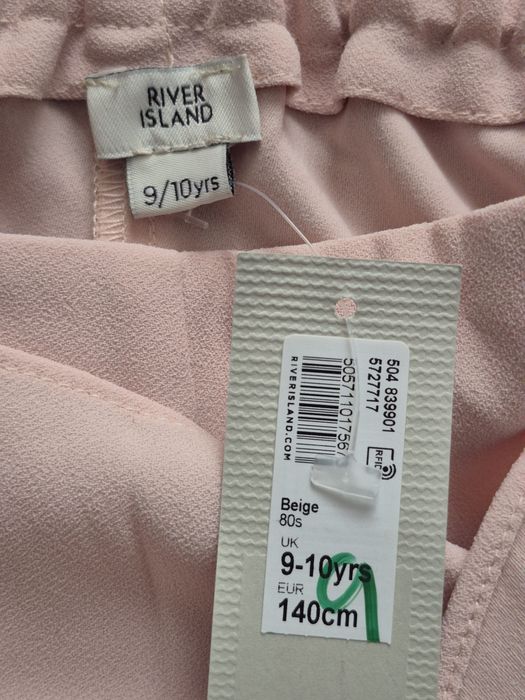 RIVER
ISLAND
9/10yrs
504 839901
5727717
RFID
RIVERISLAND.COM
Beige
80s
UK
9-10yrs
EUR
140cm